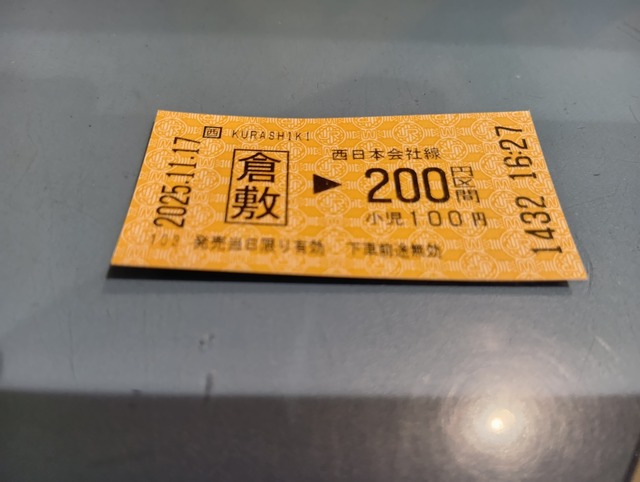 2025.11.17
西 KURASHIKI
倉敷
▶
西日本会社線
200円区間
小児100円
発売当日限り有効 下車前途無効
1432 16:27